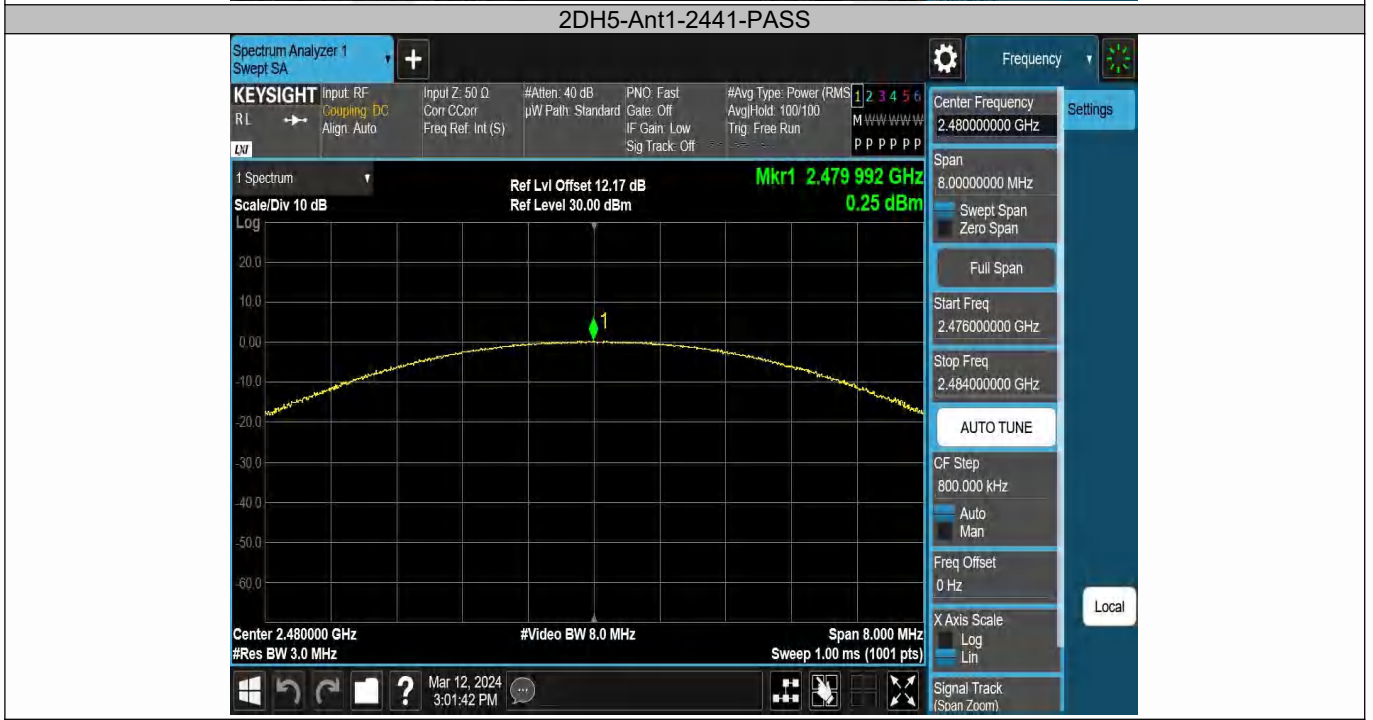 2DH5-Ant1-2441-PASS
Spectrum Analyzer 1
Swept SA
Frequency
KEYSIGHT
RL
LXI
Input: RF
Coupling: DC
Align: Auto
Input Z: 50 Ω
Corr CCorr
Freq Ref: Int (S)
#Atten: 40 dB
µW Path: Standard
PNO: Fast
Gate: Off
IF Gain: Low
Sig Track: Off
#Avg Type: Power (RMS
Avg|Hold: 100/100
Trig: Free Run
1 2 3 4 5 6
M W W W W W
P P P P P P
1 Spectrum
Scale/Div 10 dB
Ref Lvl Offset 12.17 dB
Ref Level 30.00 dBm
Mkr1 2.479 992 GHz
0.25 dBm
Log
20.0
10.0
0.00
-10.0
-20.0
-30.0
-40.0
-50.0
-60.0
1
Center 2.480000 GHz
#Res BW 3.0 MHz
#Video BW 8.0 MHz
Span 8.000 MHz
Sweep 1.00 ms (1001 pts)
Mar 12, 2024
3:01:42 PM
Center Frequency
2.480000000 GHz
Settings
Span
8.00000000 MHz
Swept Span
Zero Span
Full Span
Start Freq
2.476000000 GHz
Stop Freq
2.484000000 GHz
AUTO TUNE
CF Step
800.000 kHz
Auto
Man
Freq Offset
0 Hz
Local
X Axis Scale
Log
Lin
Signal Track
(Span Zoom)